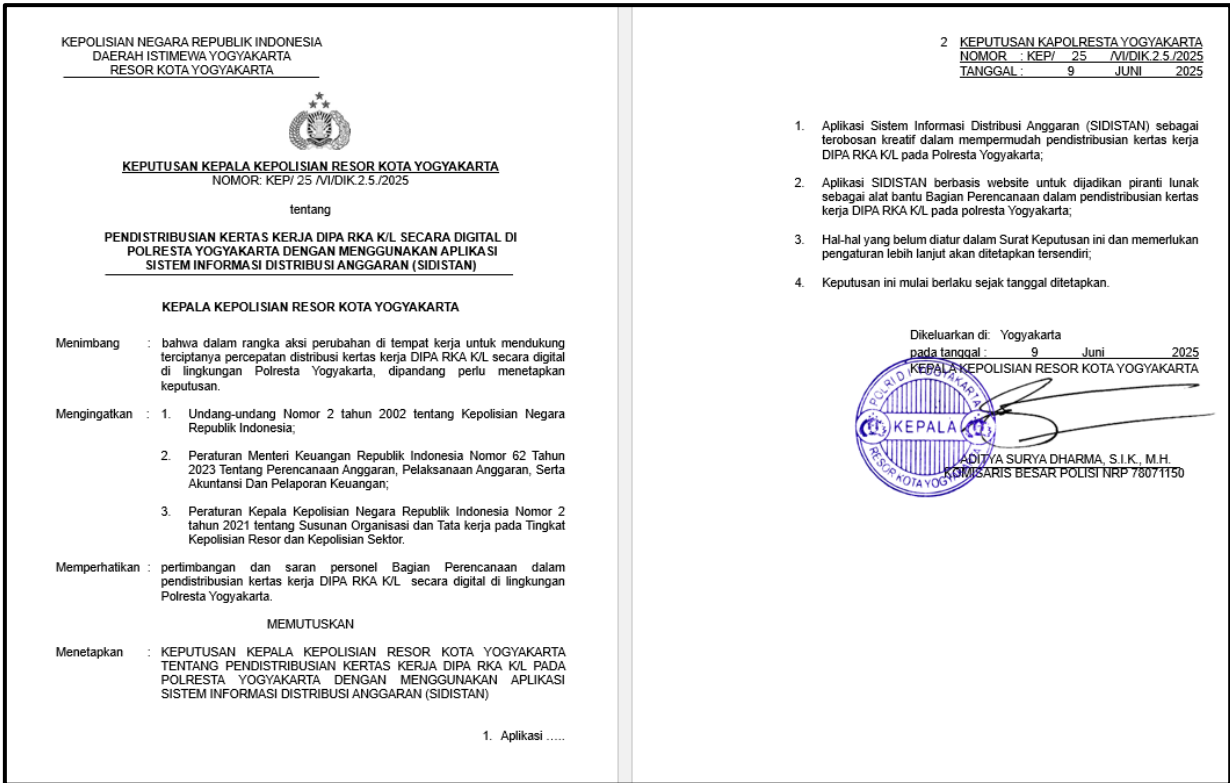 KEPOLISIAN NEGARA REPUBLIK INDONESIA
DAERAH ISTIMEWA YOGYAKARTA
RESOR KOTA YOGYAKARTA
KEPUTUSAN KEPALA KEPOLISIAN RESOR KOTA YOGYAKARTA
NOMOR: KEP/ 25 /VI/DIK.2.5./2025
tentang
PENDISTRIBUSIAN KERTAS KERJA DIPA RKA K/L SECARA DIGITAL DI
POLRESTA YOGYAKARTA DENGAN MENGGUNAKAN APLIKASI
SISTEM INFORMASI DISTRIBUSI ANGGARAN (SIDISTAN)
KEPALA KEPOLISIAN RESOR KOTA YOGYAKARTA
Menimbang : bahwa dalam rangka aksi perubahan di tempat kerja untuk mendukung
terciptanya percepatan distribusi kertas kerja DIPA RKA K/L secara digital
di lingkungan Polresta Yogyakarta, dipandang perlu menetapkan
keputusan.
Mengingatkan : 1. Undang-undang Nomor 2 tahun 2002 tentang Kepolisian Negara
Republik Indonesia;
2. Peraturan Menteri Keuangan Republik Indonesia Nomor 62 Tahun
2023 Tentang Perencanaan Anggaran, Pelaksanaan Anggaran, Serta
Akuntansi Dan Pelaporan Keuangan;
3. Peraturan Kepala Kepolisian Negara Republik Indonesia Nomor 2
tahun 2021 tentang Susunan Organisasi dan Tata kerja pada Tingkat
Kepolisian Resor dan Kepolisian Sektor.
Memperhatikan : pertimbangan dan saran personel Bagian Perencanaan dalam
pendistribusian kertas kerja DIPA RKA K/L secara digital di lingkungan
Polresta Yogyakarta.
MEMUTUSKAN
Menetapkan : KEPUTUSAN KEPALA KEPOLISIAN RESOR KOTA YOGYAKARTA
TENTANG PENDISTRIBUSIAN KERTAS KERJA DIPA RKA K/L PADA
POLRESTA YOGYAKARTA DENGAN MENGGUNAKAN APLIKASI
SISTEM INFORMASI DISTRIBUSI ANGGARAN (SIDISTAN)
1. Aplikasi .....
2 KEPUTUSAN KAPOLRESTA YOGYAKARTA
NOMOR : KEP/ 25 /VI/DIK.2.5./2025
TANGGAL : 9 JUNI 2025
1. Aplikasi Sistem Informasi Distribusi Anggaran (SIDISTAN) sebagai
terobosan kreatif dalam mempermudah pendistribusian kertas kerja
DIPA RKA K/L pada Polresta Yogyakarta;
2. Aplikasi SIDISTAN berbasis website untuk dijadikan piranti lunak
sebagai alat bantu Bagian Perencanaan dalam pendistribusian kertas
kerja DIPA RKA K/L pada polresta Yogyakarta;
3. Hal-hal yang belum diatur dalam Surat Keputusan ini dan memerlukan
pengaturan lebih lanjut akan ditetapkan tersendiri;
4. Keputusan ini mulai berlaku sejak tanggal ditetapkan.
Dikeluarkan di: Yogyakarta
pada tanggal : 9 Juni 2025
KEPALA KEPOLISIAN RESOR KOTA YOGYAKARTA
POLRI D I YOGYAKARTA
KEPALA
RESOR KOTA YOGYAKARTA
ADITYA SURYA DHARMA, S.I.K., M.H.
KOMISARIS BESAR POLISI NRP 78071150